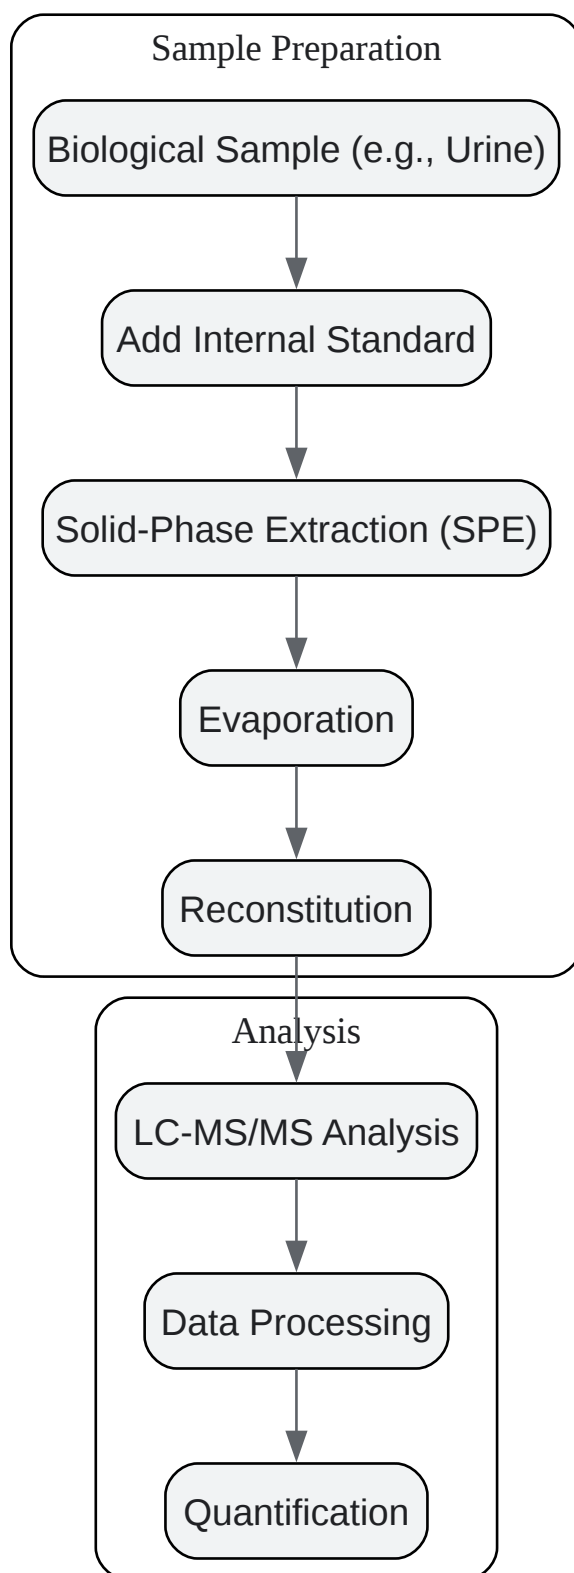 Sample Preparation
Biological Sample (e.g., Urine)
Add Internal Standard
Solid-Phase Extraction (SPE)
Evaporation
Reconstitution
Analysis
LC-MS/MS Analysis
Data Processing
Quantification